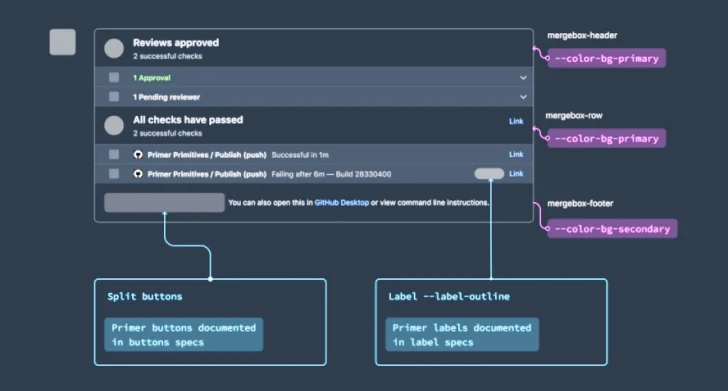 Reviews approved
2 successful checks
1 Approval
1 Pending reviewer
All checks have passed
Link
2 successful checks
Primer Primitives / Publish (push) Successful in 1m
Link
Primer Primitives / Publish (push) Failing after 6m — Build 28330400
Link
You can also open this in GitHub Desktop or view command line instructions.
mergebox-header
--color-bg-primary
mergebox-row
--color-bg-primary
mergebox-footer
--color-bg-secondary
Split buttons
Primer buttons documented
in buttons specs
Label --label-outline
Primer labels documented
in label specs